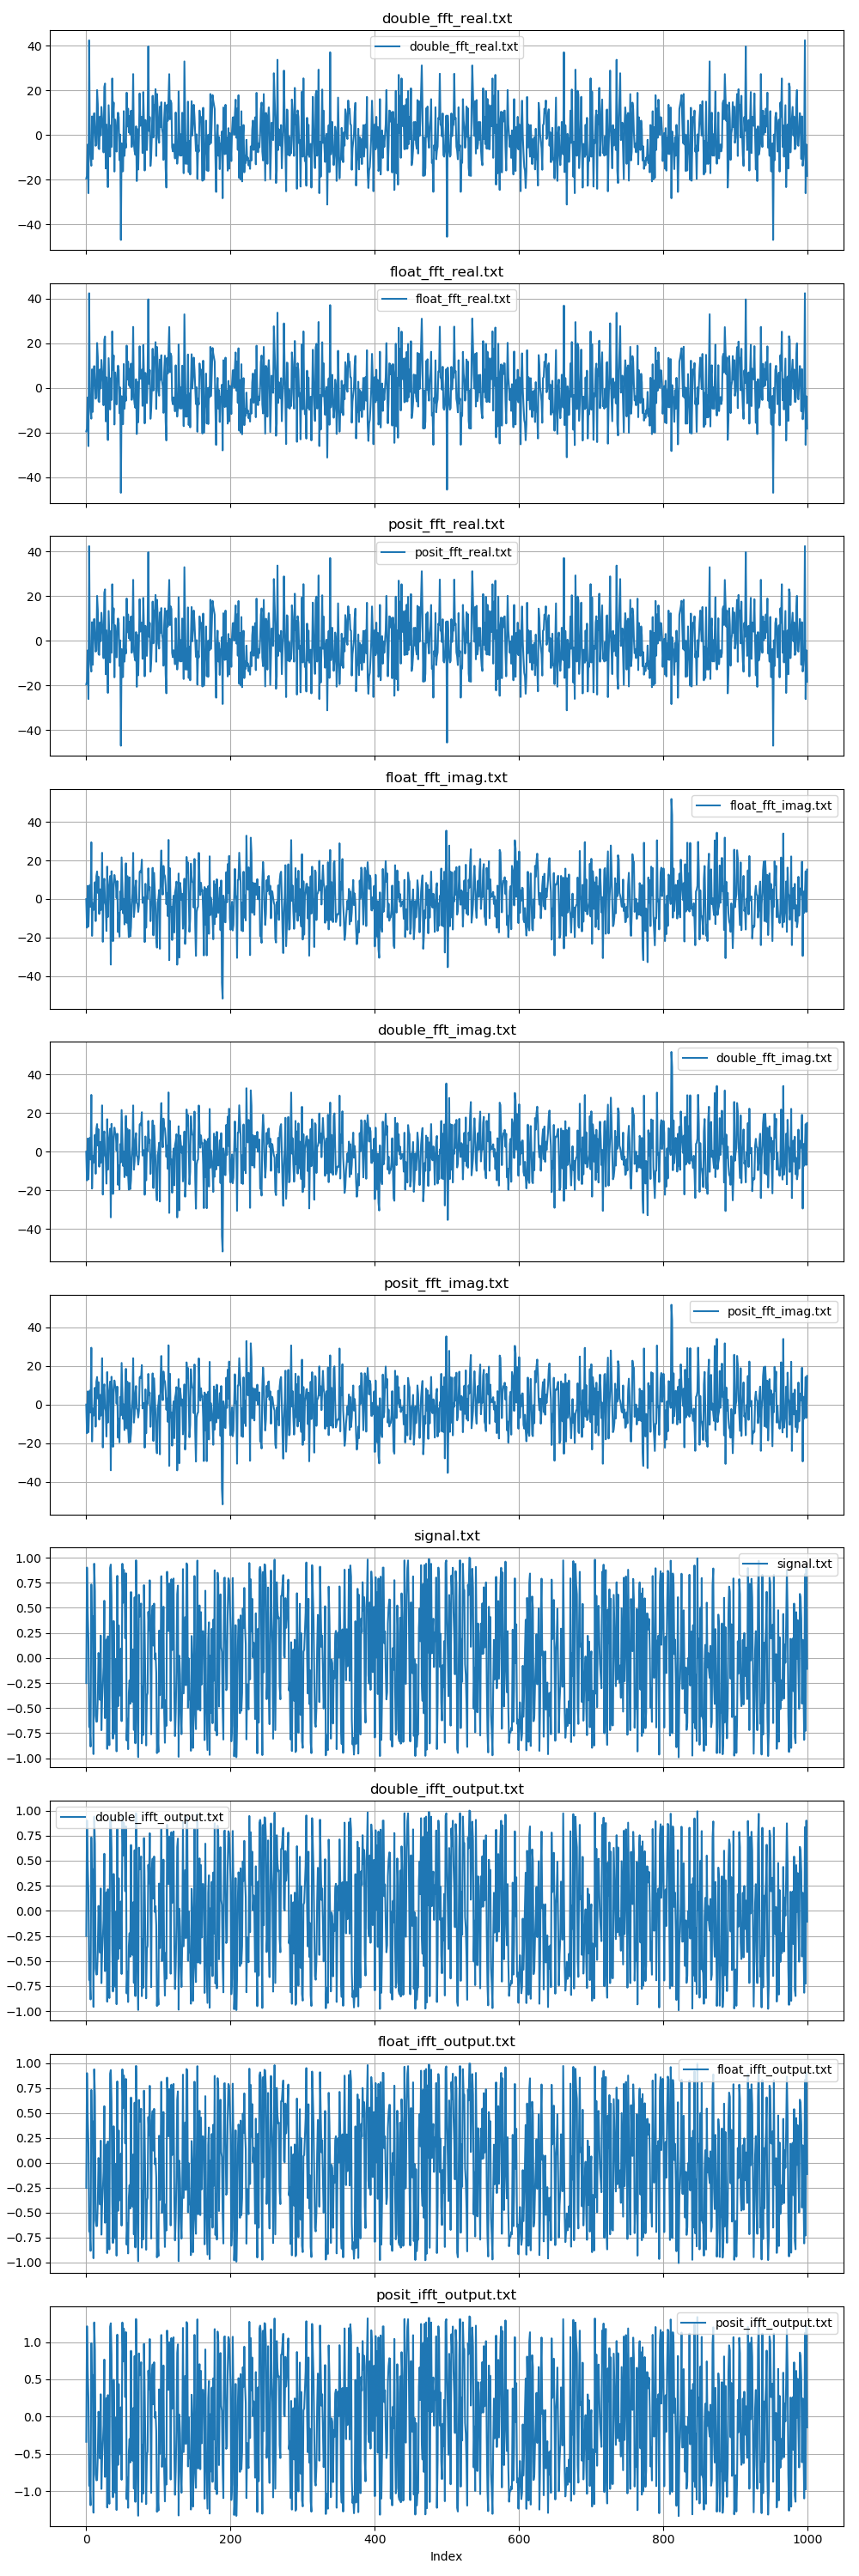 double_fft_real.txt
double_fft_real.txt
40
20
0
−20
−40
float_fft_real.txt
float_fft_real.txt
40
20
0
−20
−40
posit_fft_real.txt
posit_fft_real.txt
40
20
0
−20
−40
float_fft_imag.txt
float_fft_imag.txt
40
20
0
−20
−40
double_fft_imag.txt
double_fft_imag.txt
40
20
0
−20
−40
posit_fft_imag.txt
posit_fft_imag.txt
40
20
0
−20
−40
signal.txt
signal.txt
1.00
0.75
0.50
0.25
0.00
−0.25
−0.50
−0.75
−1.00
double_ifft_output.txt
double_ifft_output.txt
1.00
0.75
0.50
0.25
0.00
−0.25
−0.50
−0.75
−1.00
float_ifft_output.txt
float_ifft_output.txt
1.00
0.75
0.50
0.25
0.00
−0.25
−0.50
−0.75
−1.00
posit_ifft_output.txt
posit_ifft_output.txt
1.0
0.5
0.0
−0.5
−1.0
0 200 400 600 800 1000
Index